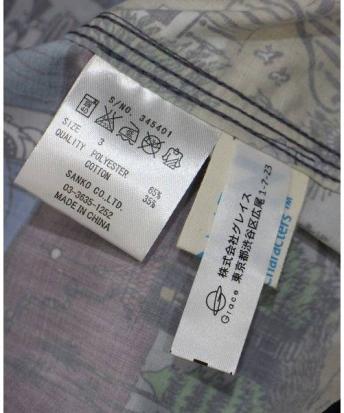 S/NO. 345401
40
SIZE 3
QUALITY POLYESTER 65%
COTTON 35%
SANKO CO.LTD.
03-3635-1252
MADE IN CHINA
株式会社グレイス
東京都渋谷区広尾1-7-23
Grace
Characters™